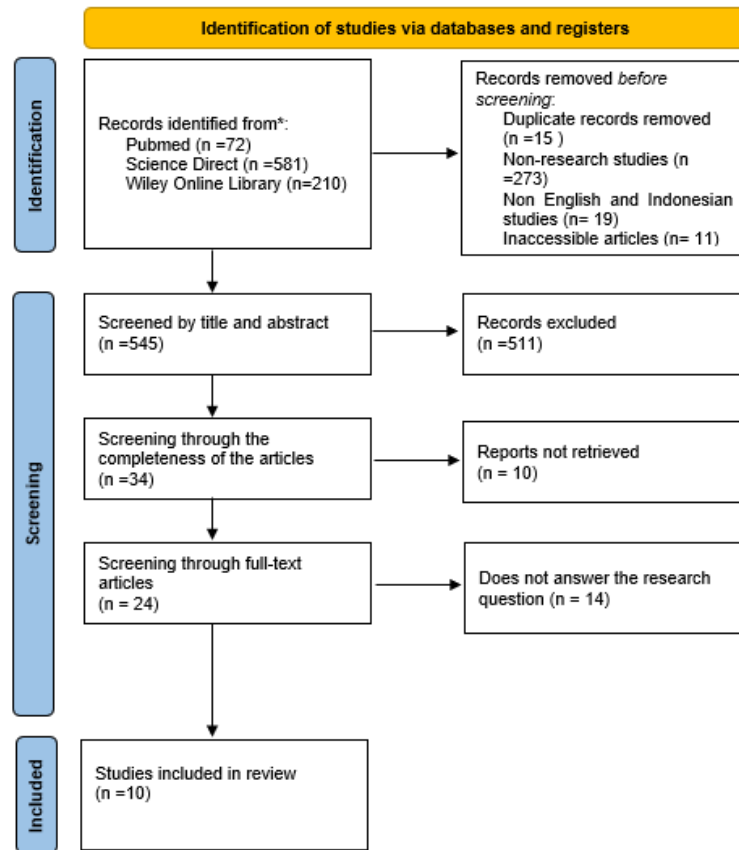 Identification of studies via databases and registers
Identification
Records identified from*:
Pubmed (n =72)
Science Direct (n =581)
Wiley Online Library (n=210)
Records removed before
screening:
Duplicate records removed
(n =15 )
Non-research studies (n
=273)
Non English and Indonesian
studies (n= 19)
Inaccessible articles (n= 11)
Screening
Screened by title and abstract
(n =545)
Records excluded
(n =511)
Screening through the
completeness of the articles
(n =34)
Reports not retrieved
(n = 10)
Screening through full-text
articles
(n = 24)
Does not answer the research
question (n = 14)
Included
Studies included in review
(n =10)